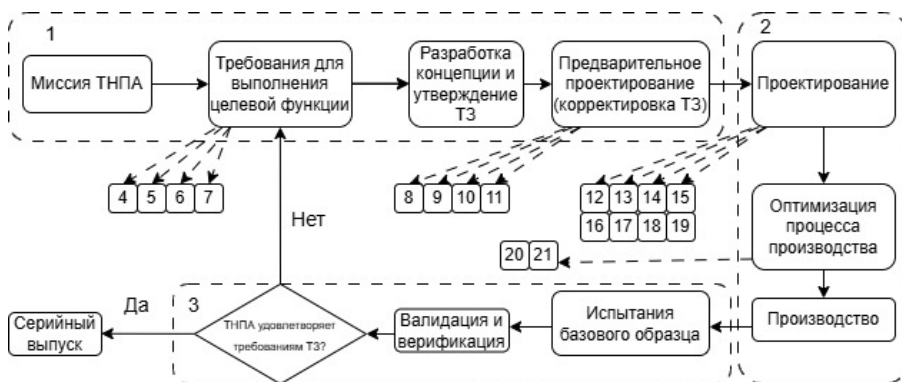 1
Миссия ТНПА
Требования для
выполнения
целевой функции
Разработка
концепции и
утверждение
ТЗ
Предварительное
проектирование
(корректировка ТЗ)
2
Проектирование
4 5 6 7
8 9 10 11
12 13 14 15
16 17 18 19
Оптимизация
процесса
производства
20 21
Нет
3
Да
Серийный
выпуск
ТНПА удовлетворяет
требованиям ТЗ?
Валидация и
верификация
Испытания
базового образца
Производство